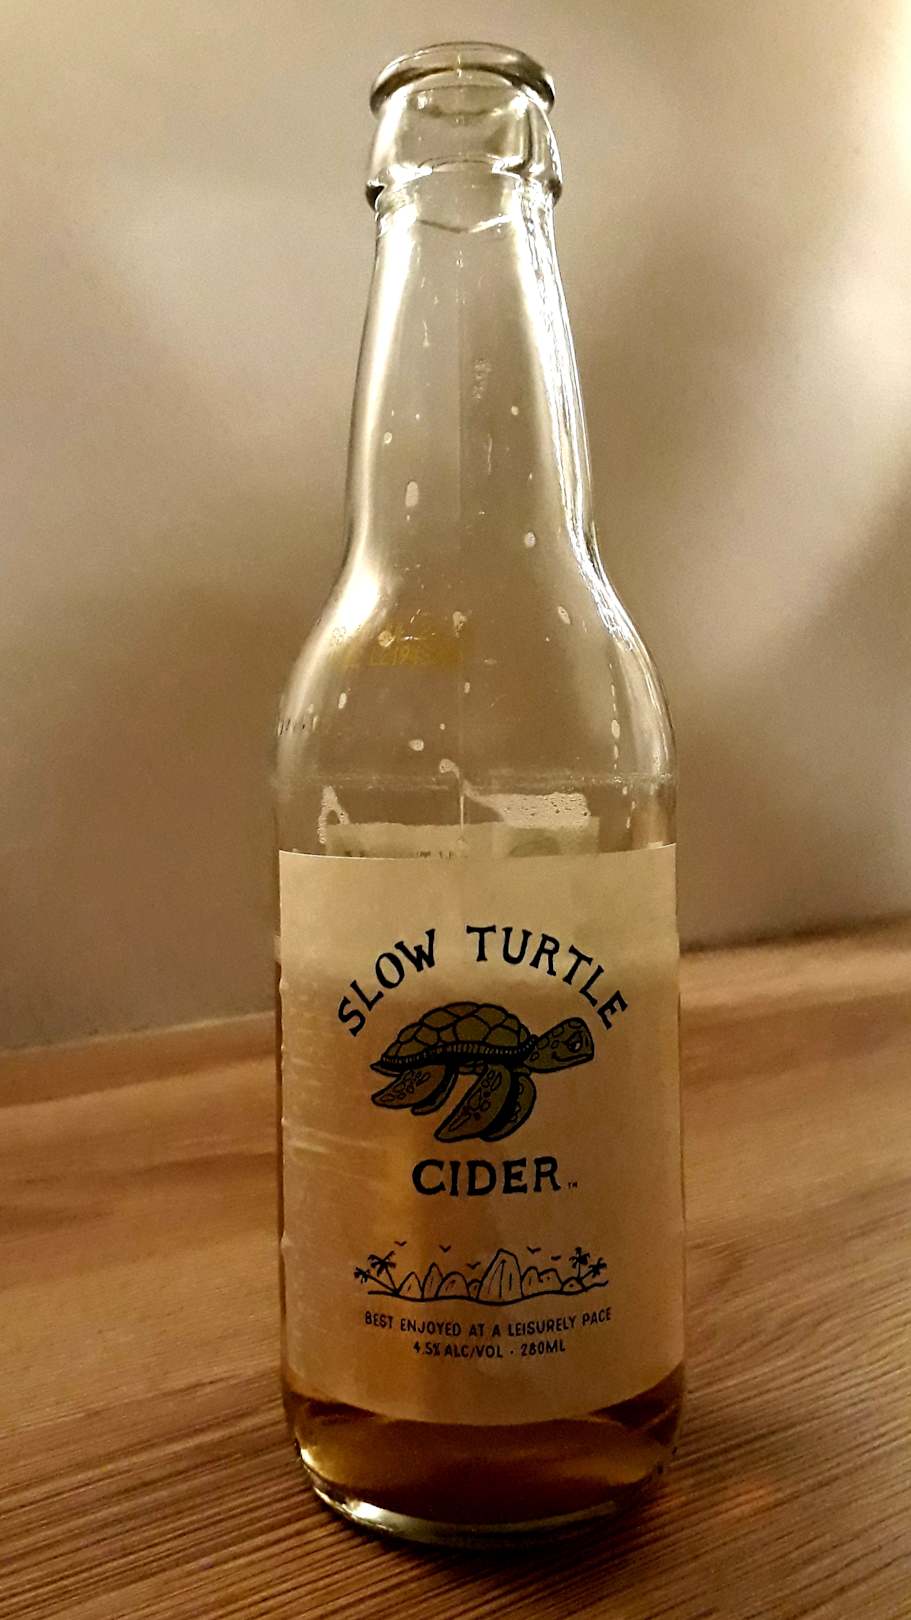 SLOW TURTLE
CIDER™
BEST ENJOYED AT A LEISURELY PACE
4.5% ALC/VOL · 280ML